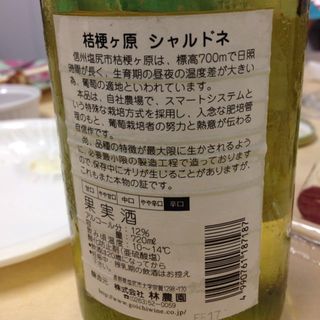 桔梗ヶ原 シャルドネ
信州塩尻市桔梗ヶ原は、標高700mで日照
時間が長く、生育期の昼夜の温度差が大き
い為、葡萄の適地といわれています。
本品は、自社農場で、スマートシステムと
いう特殊な栽培方式を採用し、入念な肥培管
理のもと、葡萄栽培者の努力と熱意が伝わる
自信作です。
品種の特徴が最大限に生かされるよう
に、必要最小限の製造工程で造っております
ので、保存中にオリが生じることがありますが、
これもまた本物の証です。
甘口 やや甘口 中口 やや辛口 辛口
果実酒
アルコール分:12%
720ml
10~14℃
株式会社 林農園
http://www.goichiwine.co.jp
4990761187187